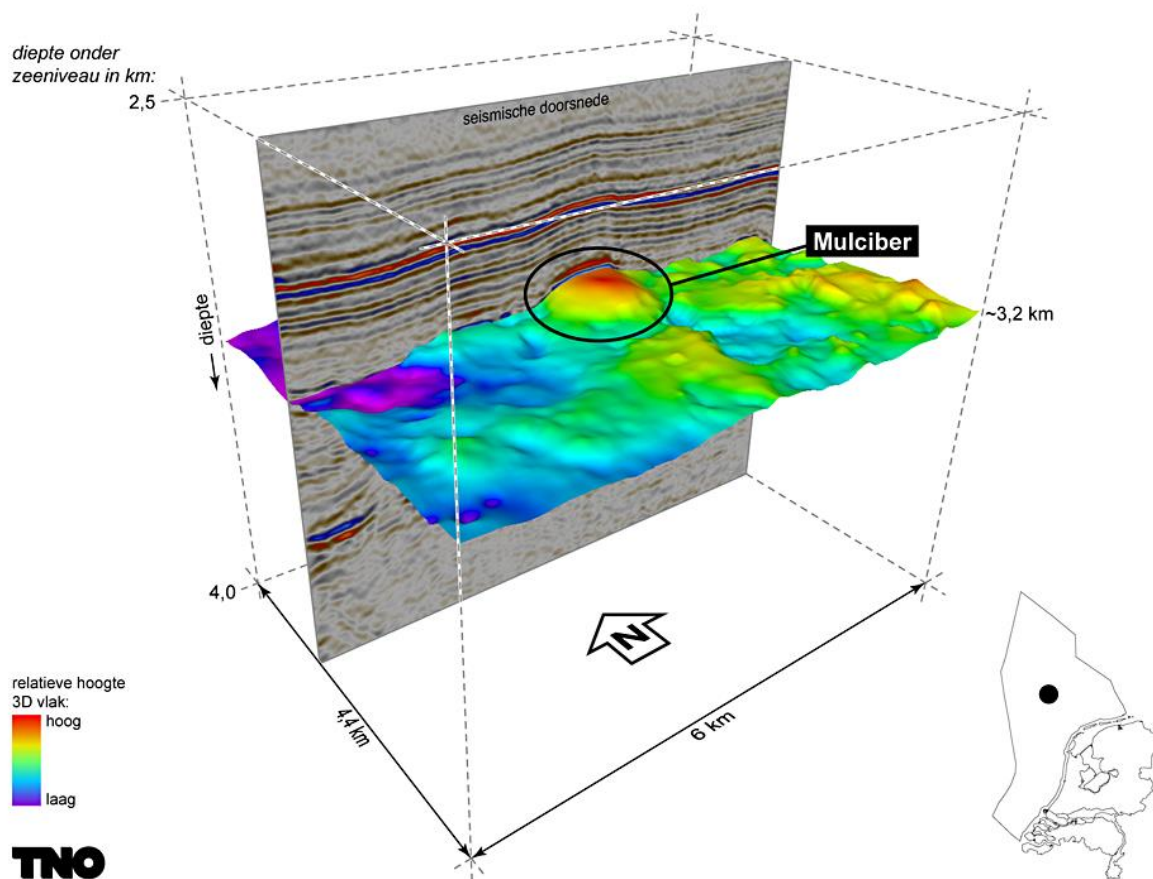 diepte onder
zeeniveau in km:
2,5
seismische doorsnede
Mulciber
diepte
~3,2 km
4,0
N
4,4 km
6 km
relatieve hoogte
3D vlak:
hoog
laag
TNO